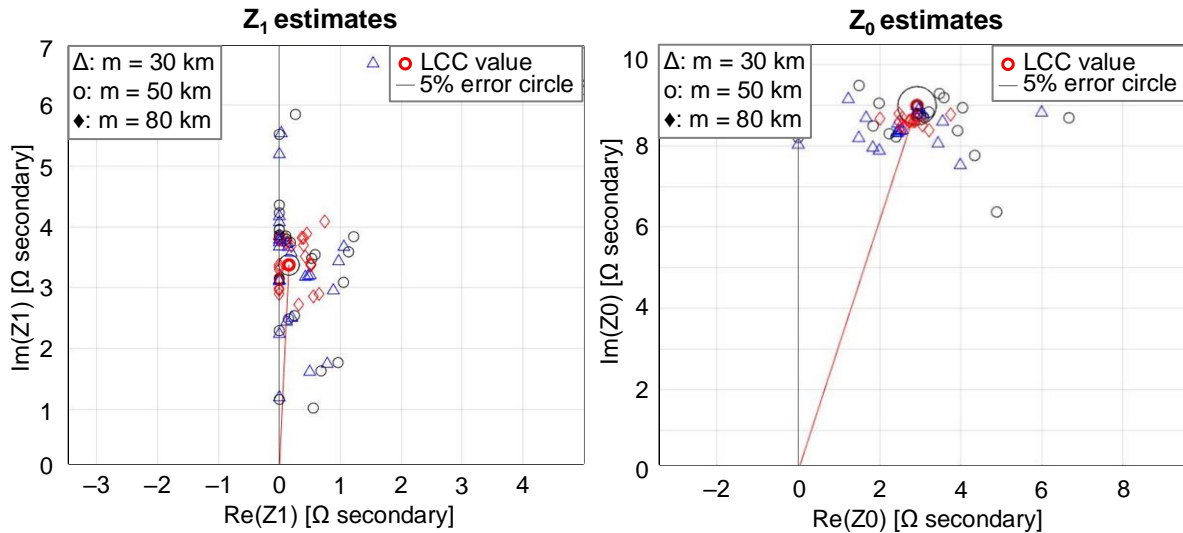 Z1 estimates
Δ: m = 30 km
o: m = 50 km
♦: m = 80 km
LCC value
5% error circle
7
6
5
4
3
2
1
0
Im(Z1) [Ω secondary]
–3 –2 –1 0 1 2 3 4
Re(Z1) [Ω secondary]
Z0 estimates
Δ: m = 30 km
o: m = 50 km
♦: m = 80 km
LCC value
5% error circle
10
8
6
4
8
2
0
Im(Z0) [Ω secondary]
–2 0 2 4 6 8
Re(Z0) [Ω secondary]